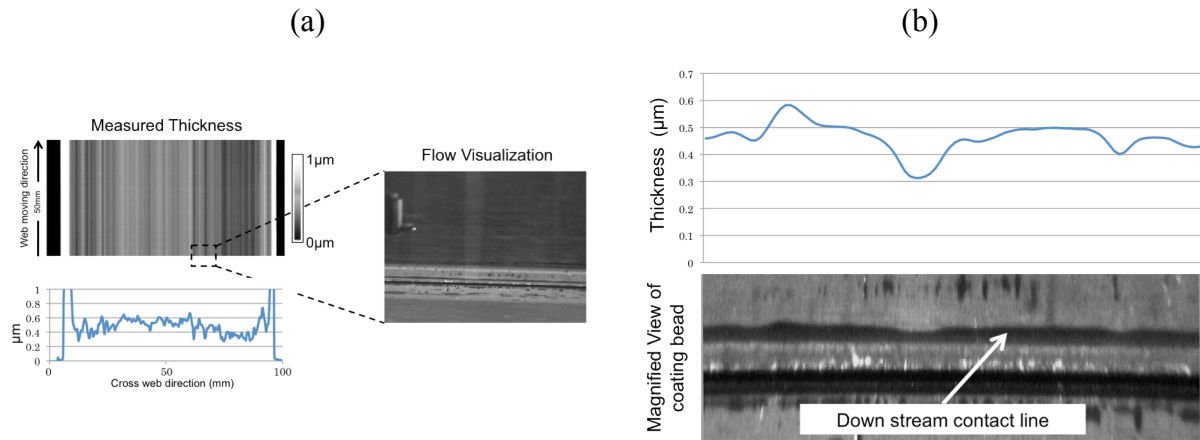 (a)
Measured Thickness
Web moving direction
50mm
1μm
0μm
μm
1
0.8
0.6
0.4
0.2
0
0
50
100
Cross web direction (mm)
Flow Visualization
(b)
Thickness (μm)
0.7
0.6
0.5
0.4
0.3
0.2
0.1
0
Magnified View of
coating bead
Down stream contact line